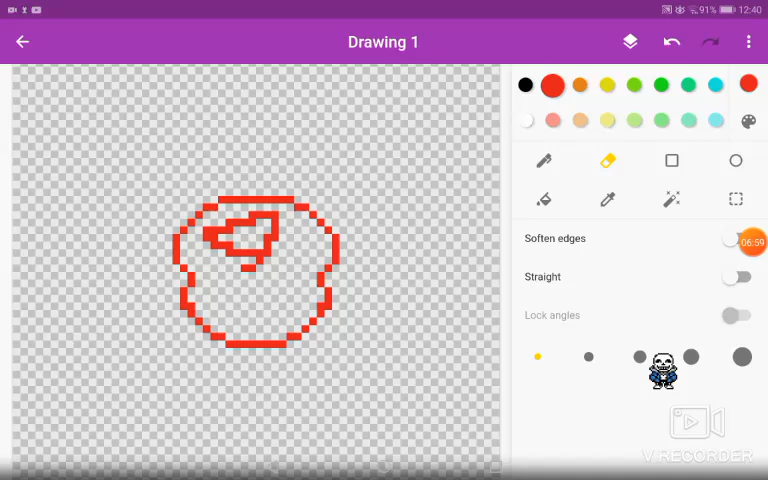 91% 12:40
Drawing 1
Soften edges
06:59
Straight
Lock angles
V.RECORDER